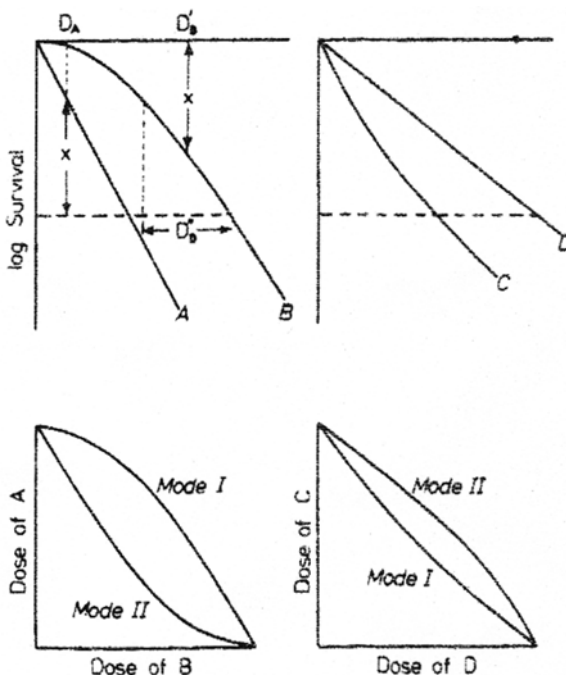 D_A D'_B
x
x
log Survival
D"_B
A
B
C
D
Dose of A
Mode I
Mode II
Dose of B
Dose of C
Mode II
Mode I
Dose of D